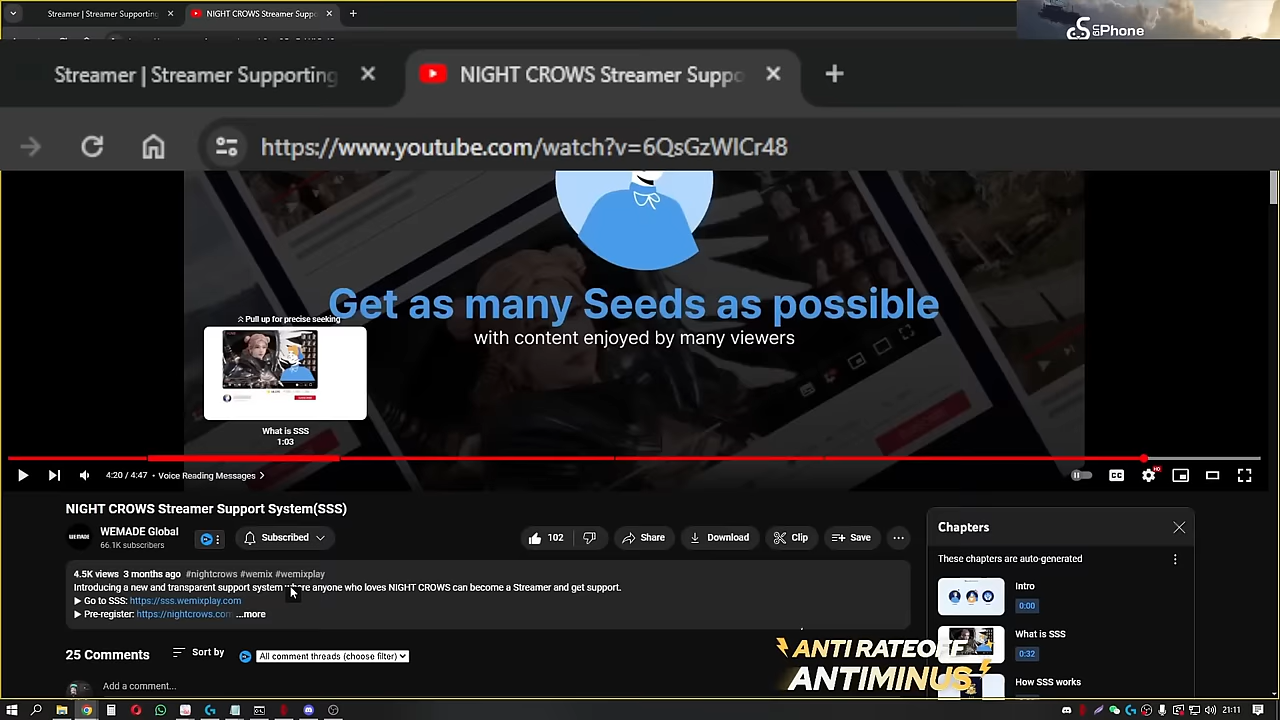 Streamer | Streamer Supporting
NIGHT CROWS Streamer Suppo
iPhone
Streamer | Streamer Supporting
NIGHT CROWS Streamer Suppo
https://www.youtube.com/watch?v=6QsGzWICr48
Get as many Seeds as possible
with content enjoyed by many viewers
Pull up for precise seeking
What is SSS
1:03
4:20 / 4:47 • Voice Reading Messages
CC
HD
NIGHT CROWS Streamer Support System(SSS)
WEMADE
WEMADE Global
66.1K subscribers
Subscribed
102
Share
Download
Clip
Save
4.5K views 3 months ago #nightcrows #wemix #wemixplay
Introducing a new and transparent support system where anyone who loves NIGHT CROWS can become a Streamer and get support.
▶ Go to SSS: https://sss.wemixplay.com
▶ Pre-register: https://nightcrows.com ...more
25 Comments
Sort by
All comment threads (choose filter)
Add a comment...
Chapters
These chapters are auto-generated
Intro
0:00
What is SSS
0:32
How SSS works
ANTI RATEOFF
ANTIMINUS
21:11